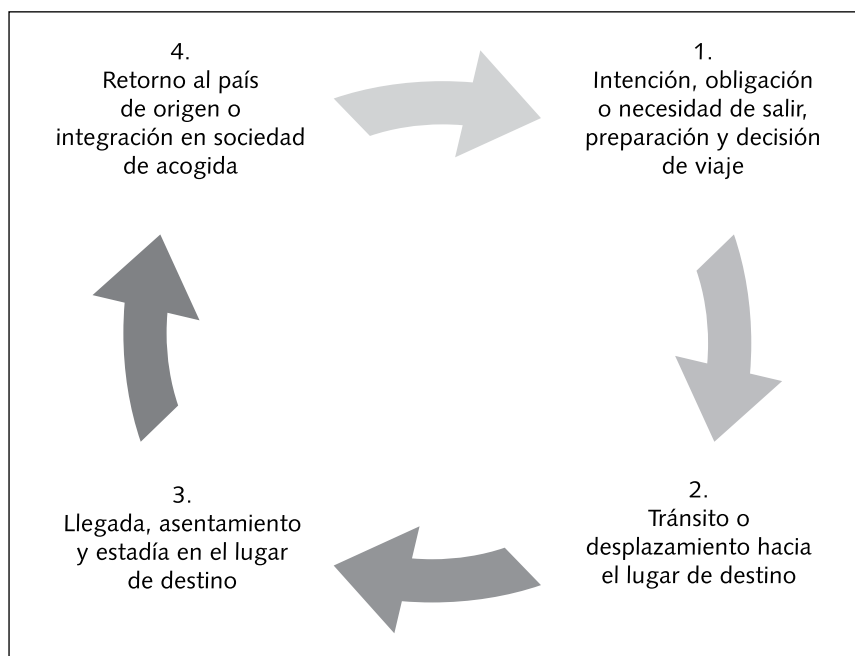 4.
Retorno al país
de origen o
integración en sociedad
de acogida
1.
Intención, obligación
o necesidad de salir,
preparación y decisión
de viaje
3.
Llegada, asentamiento
y estadía en el lugar
de destino
2.
Tránsito o
desplazamiento hacia
el lugar de destino